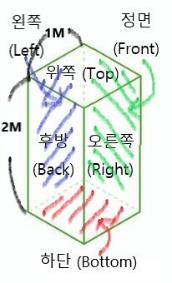 왼쪽
(Left)
1M
정면
(Front)
위쪽 (Top)
2M
후방
(Back)
오른쪽
(Right)
하단 (Bottom)